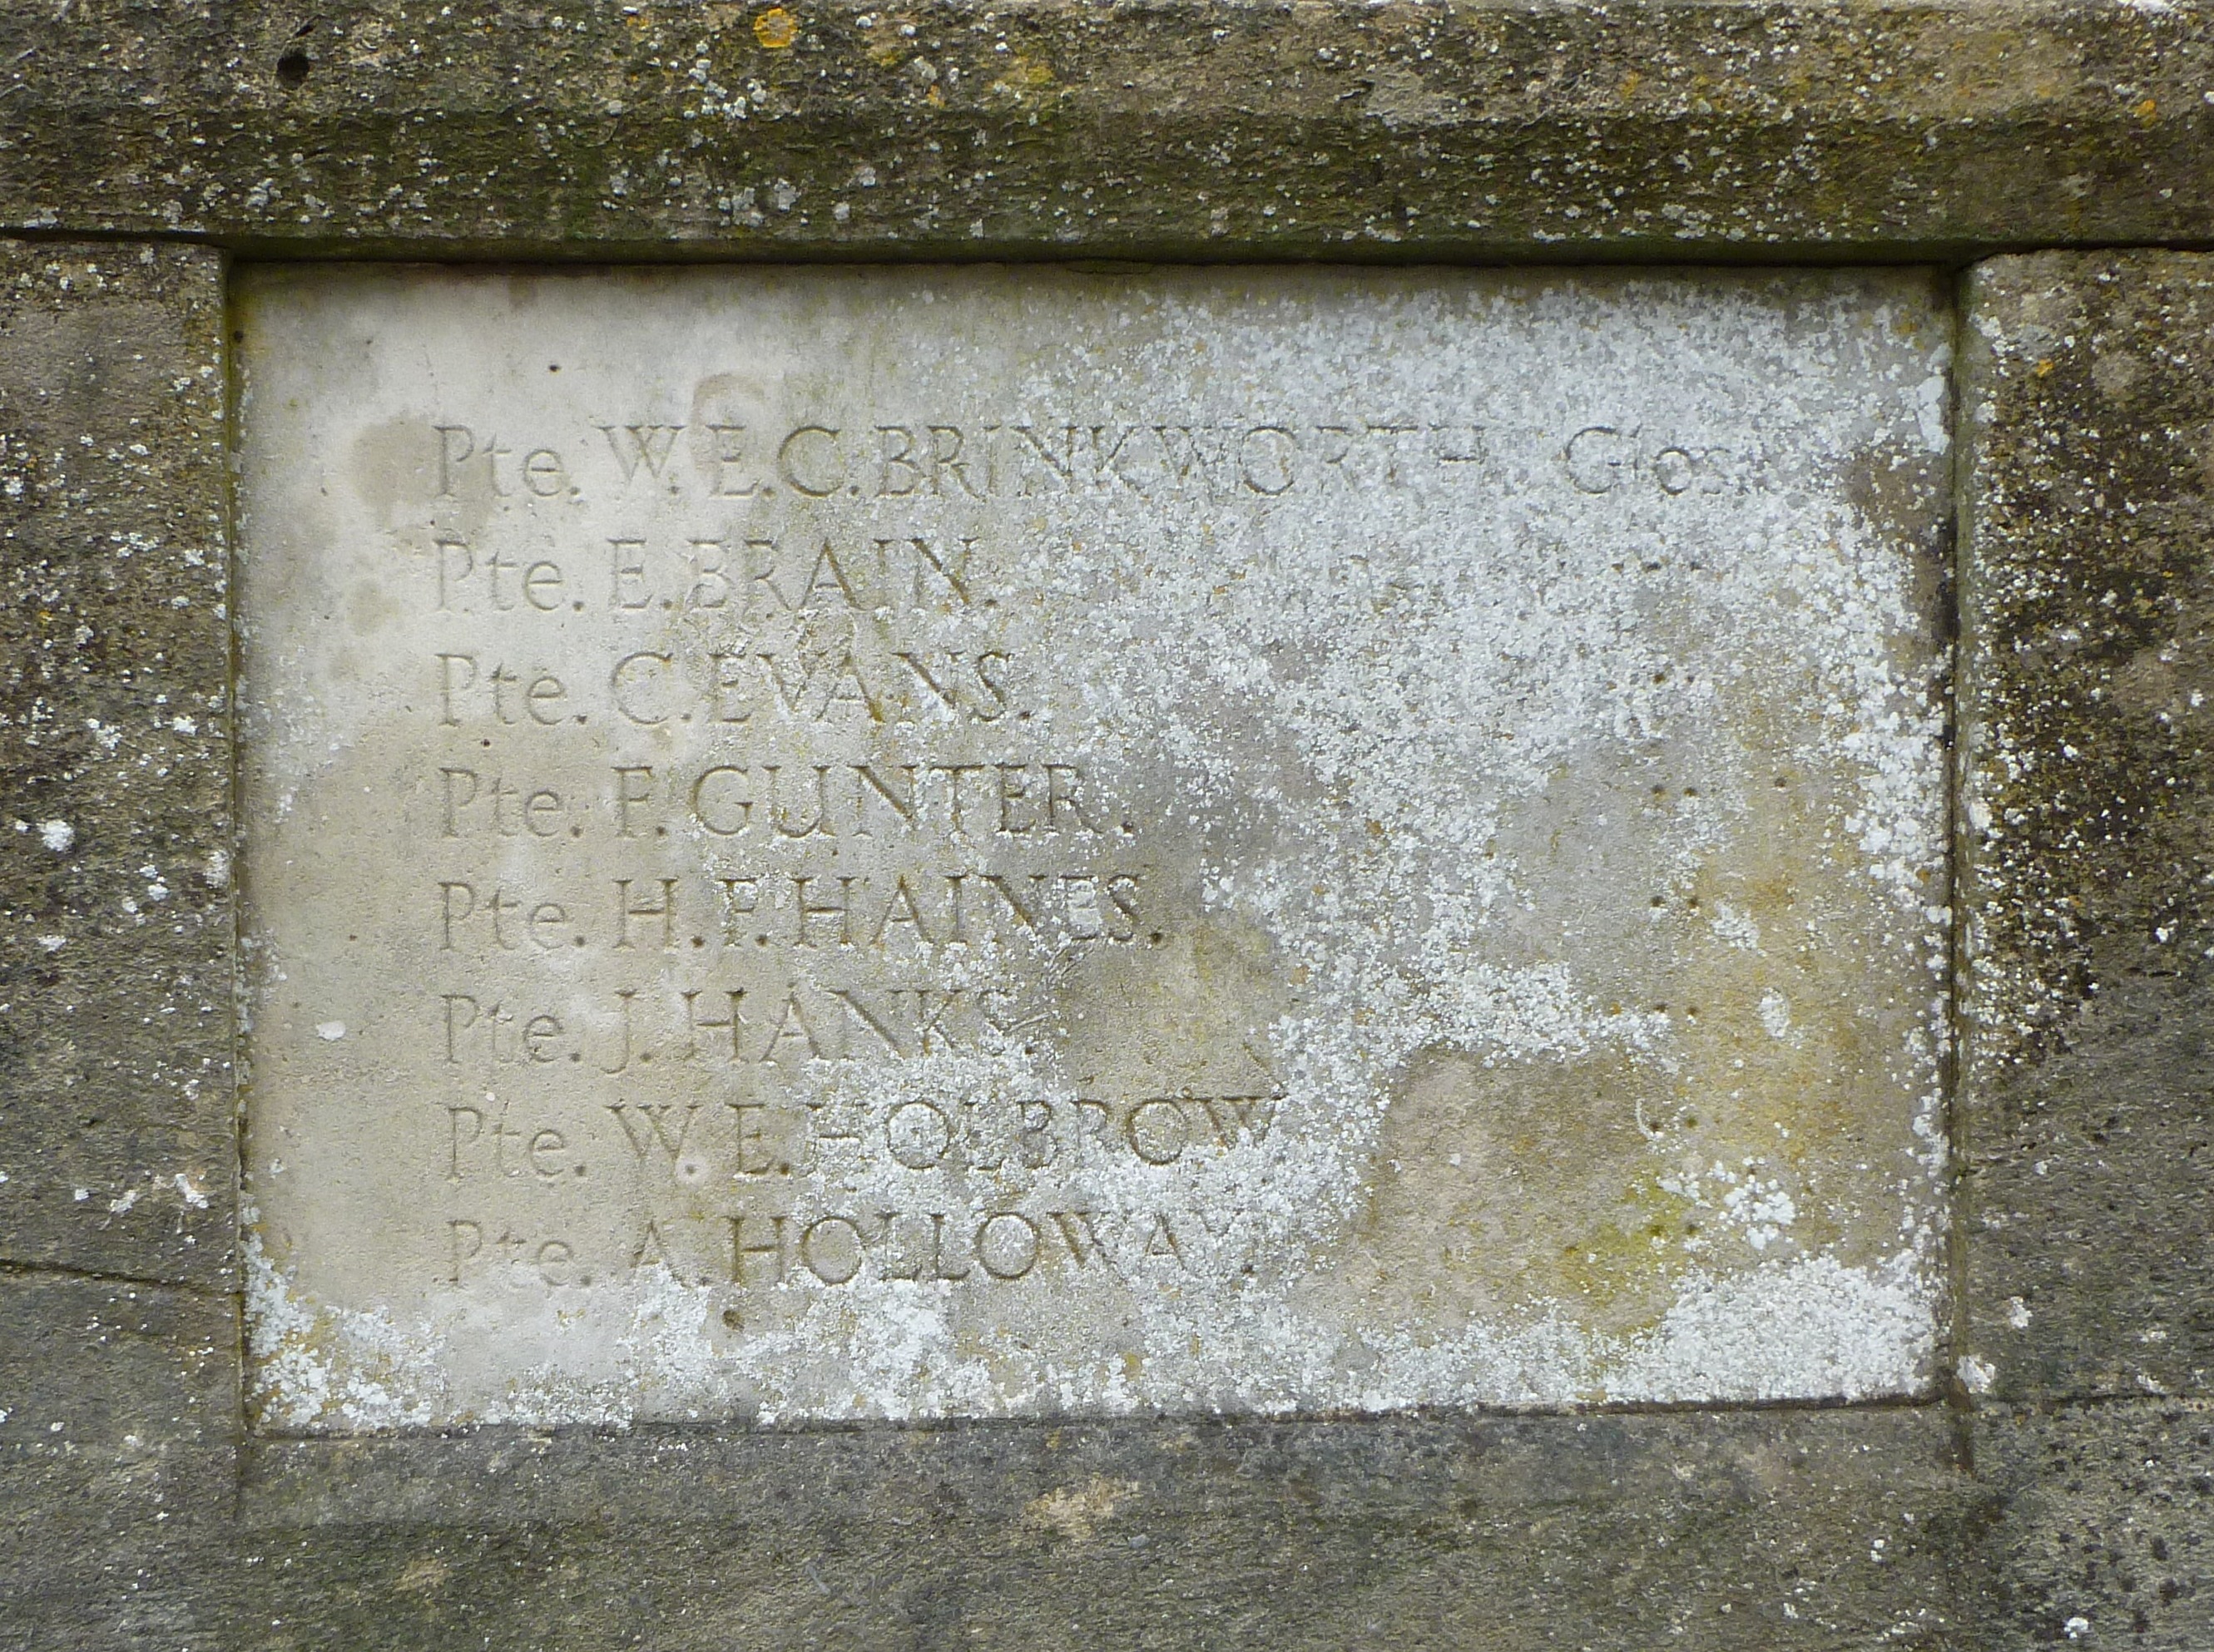 Pte. W. E. C. BRINKWORTH. Glos.
Pte. E. BRAIN.
Pte. C. EVANS.
Pte. F. GUNTER.
Pte. H. F. HAINES.
Pte. J. HANKS.
Pte. W. E. HOLBROW
Pte. A. HOLLOWAY